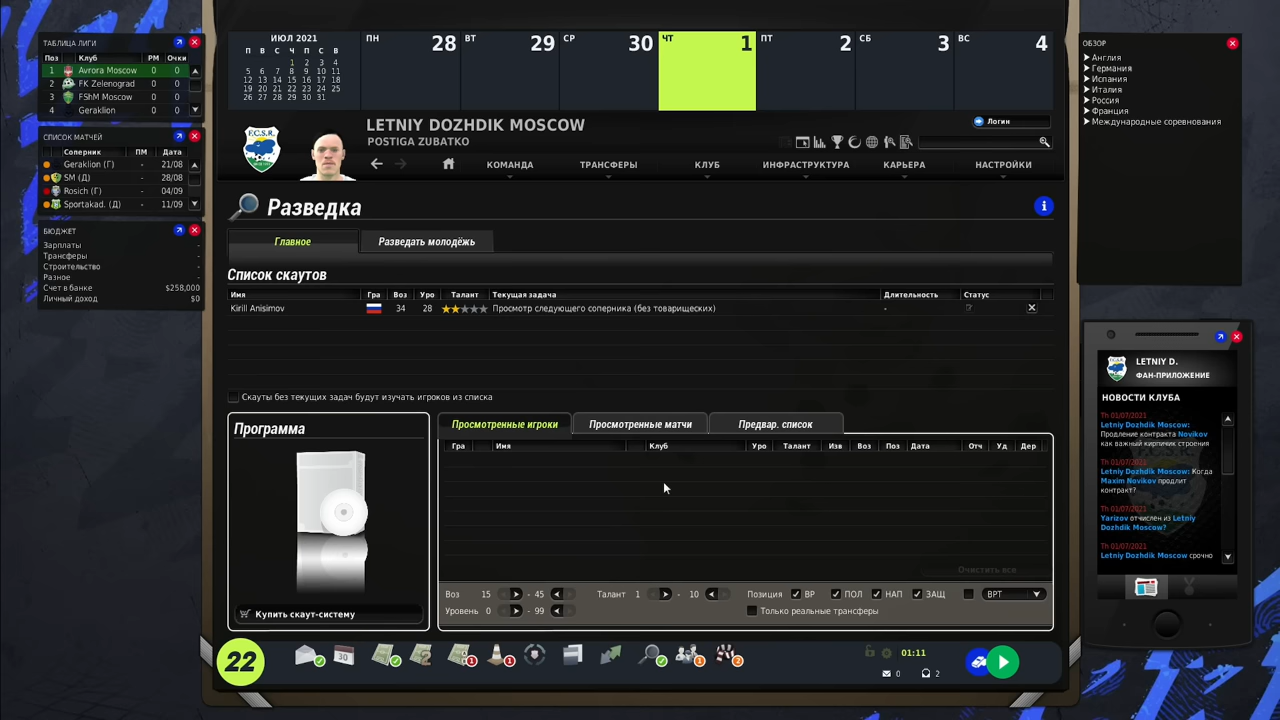 ТАБЛИЦА ЛИГИ
Поз Клуб РМ Очки
1 Avrora Moscow 0 0
2 FK Zelenograd 0 0
3 FShM Moscow 0 0
4 Geraklion 0 0
СПИСОК МАТЧЕЙ
Соперник ПМ Дата
Geraklion (Г) - 21/08
SM (Д) - 28/08
Rosich (Г) - 04/09
Sportakad. (Д) - 11/09
БЮДЖЕТ
Зарплаты -
Трансферы -
Строительство -
Разное -
Счет в банке $258,000
Личный доход $0
ИЮЛ 2021
П В С Ч П С В
1 2 3 4
5 6 7 8 9 10 11
12 13 14 15 16 17 18
19 20 21 22 23 24 25
26 27 28 29 30 31
ПН 28
ВТ 29
СР 30
ЧТ 1
ПТ 2
СБ 3
ВС 4
F.C.S.R.
LETNIY DOZHDIK MOSCOW
POSTIGA ZUBATKO
Логин
КОМАНДА ТРАНСФЕРЫ КЛУБ ИНФРАСТРУКТУРА КАРЬЕРА НАСТРОЙКИ
Разведка
Главное Разведать молодёжь
Список скаутов
Имя Гра Воз Уро Талант Текущая задача Длительность Статус
Kirill Anisimov 34 28 Просмотр следующего соперника (без товарищеских) -
Скауты без текущих задач будут изучать игроков из списка
Программа
Купить скаут-систему
Просмотренные игроки Просмотренные матчи Предвар. список
Гра Имя Клуб Уро Талант Изв Воз Поз Дата Отч Уд Дер
Очистить все
Воз 15 - 45 Талант 1 - 10 Позиция ВР ПОЛ НАП ЗАЩ ВРТ
Уровень 0 - 99 Только реальные трансферы
22
30
2
1
1
1
2
01:11
0 2
ОБЗОР
Англия
Германия
Испания
Италия
Россия
Франция
Международные соревнования
LETNIY D.
ФАН-ПРИЛОЖЕНИЕ
НОВОСТИ КЛУБА
Th 01/07/2021
Letniy Dozhdik Moscow:
Продление контракта Novikov
как важный кирпичик строения
Th 01/07/2021
Letniy Dozhdik Moscow: Когда
Maxim Novikov продлит
контракт?
Th 01/07/2021
Yarizov отчислен из Letniy
Dozhdik Moscow?
Th 01/07/2021
Letniy Dozhdik Moscow срочно